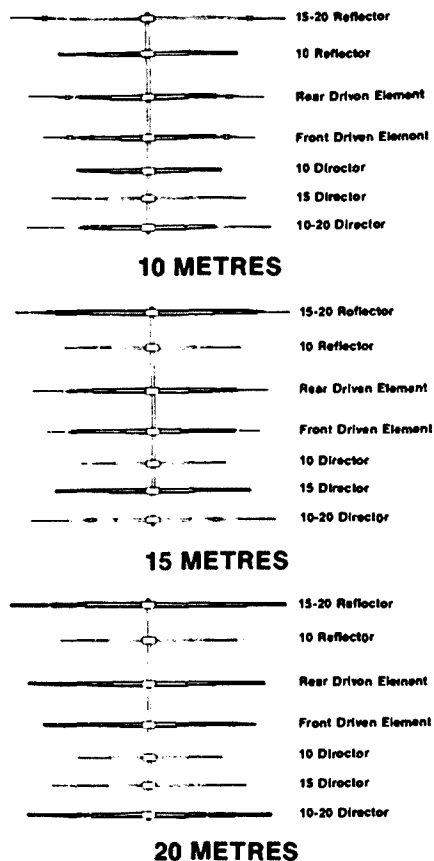 15-20 Reflector
10 Reflector
Rear Driven Element
Front Driven Element
10 Director
15 Director
10-20 Director
10 METRES
15-20 Reflector
10 Reflector
Rear Driven Element
Front Driven Element
10 Director
15 Director
10-20 Director
15 METRES
15-20 Reflector
10 Reflector
Rear Driven Element
Front Driven Element
10 Director
15 Director
10-20 Director
20 METRES